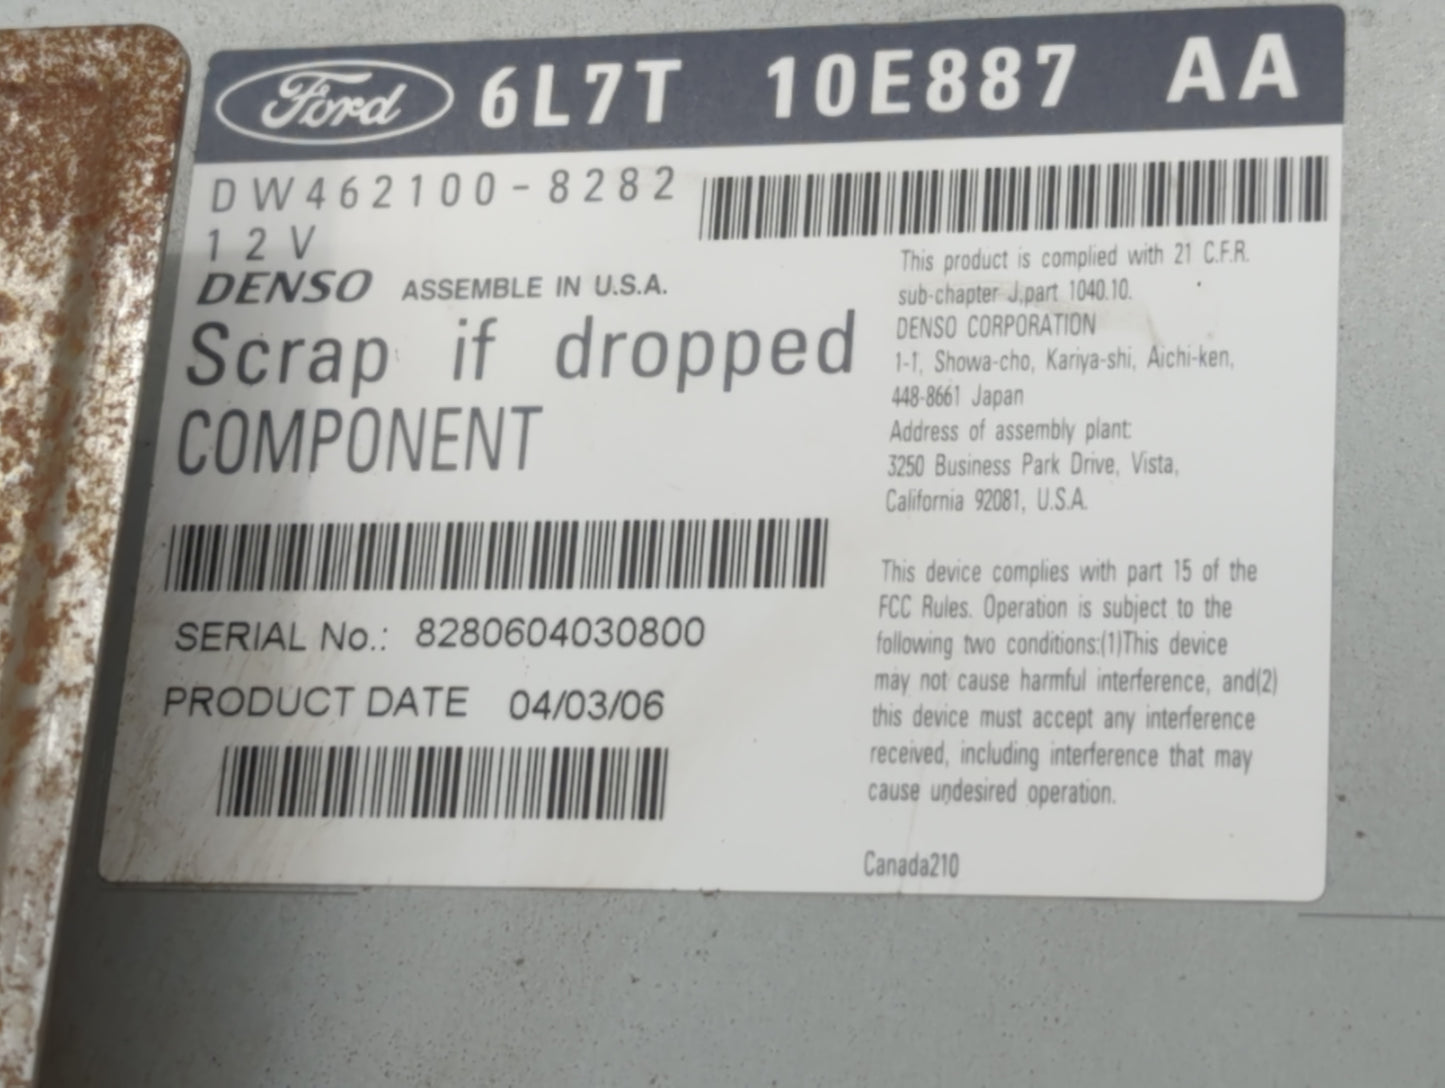 Ford 6L7T 10E887 AA
DW462100-8282
12V
DENSO ASSEMBLE IN U.S.A.
Scrap if dropped
COMPONENT
SERIAL No.: 8280604030800
PRODUCT DATE 04/03/06
This product is complied with 21 C.F.R.
sub-chapter J,part 1040.10.
DENSO CORPORATION
1-1, Showa-cho, Kariya-shi, Aichi-ken,
448-8661 Japan
Address of assembly plant:
3250 Business Park Drive, Vista,
California 92081, U.S.A.
This device complies with part 15 of the
FCC Rules. Operation is subject to the
following two conditions:(1)This device
may not cause harmful interference, and(2)
this device must accept any interference
received, including interference that may
cause undesired operation.
Canada210